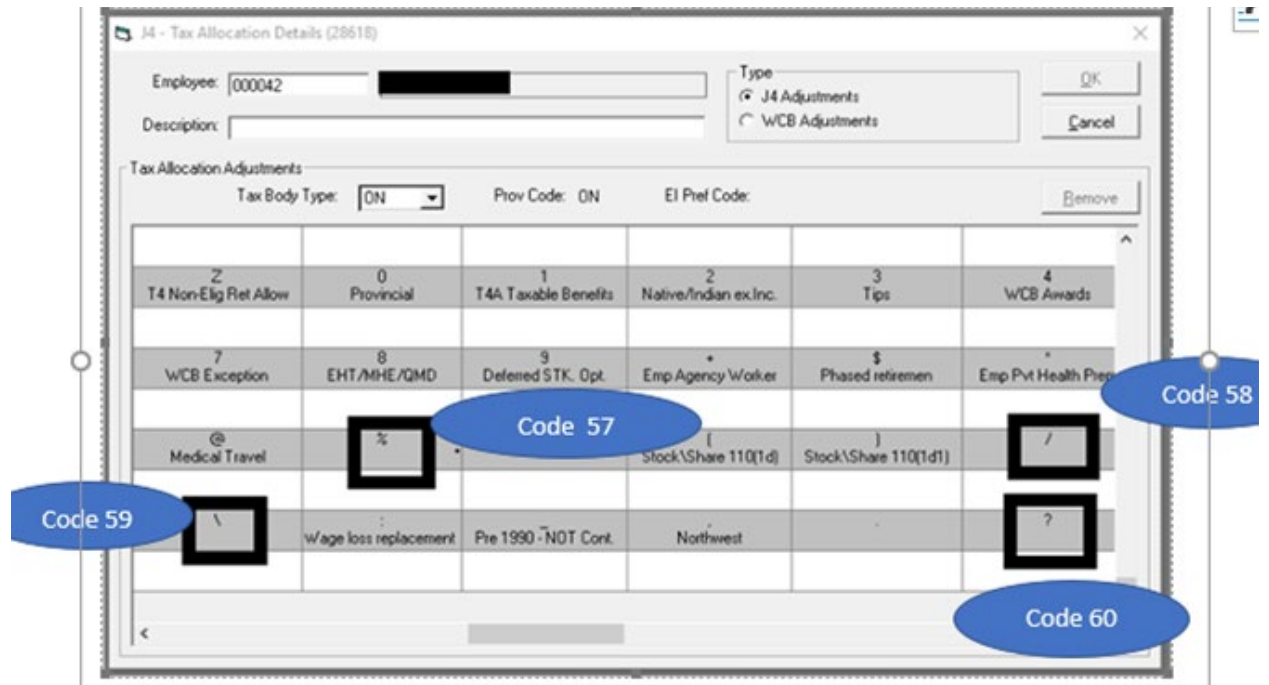 J4 - Tax Allocation Details (28618)
Employee: 000042
Type
J4 Adjustments
WCB Adjustments
OK
Description:
Cancel
Tax Allocation Adjustments
Tax Body Type: ON Prov Code: ON EI Pref Code:
Remove
Z 0 1 2 3 4
T4 Non-Elig Ret Allow Provincial T4A Taxable Benefits Native/Indian ex.Inc. Tips WCB Awards
7 8 9 + $ *
WCB Exception EHT/MHE/QMD Deferred STK. Opt. Emp Agency Worker Phased retiremen Emp Pvt Health Prem
Code 58
Code 57
@ % ( ) /
Medical Travel Stock\Share 110(1d) Stock\Share 110(1d1)
Code 59
\ : _ , . ?
Wage loss replacement Pre 1990 - NOT Cont. Northwest
Code 60